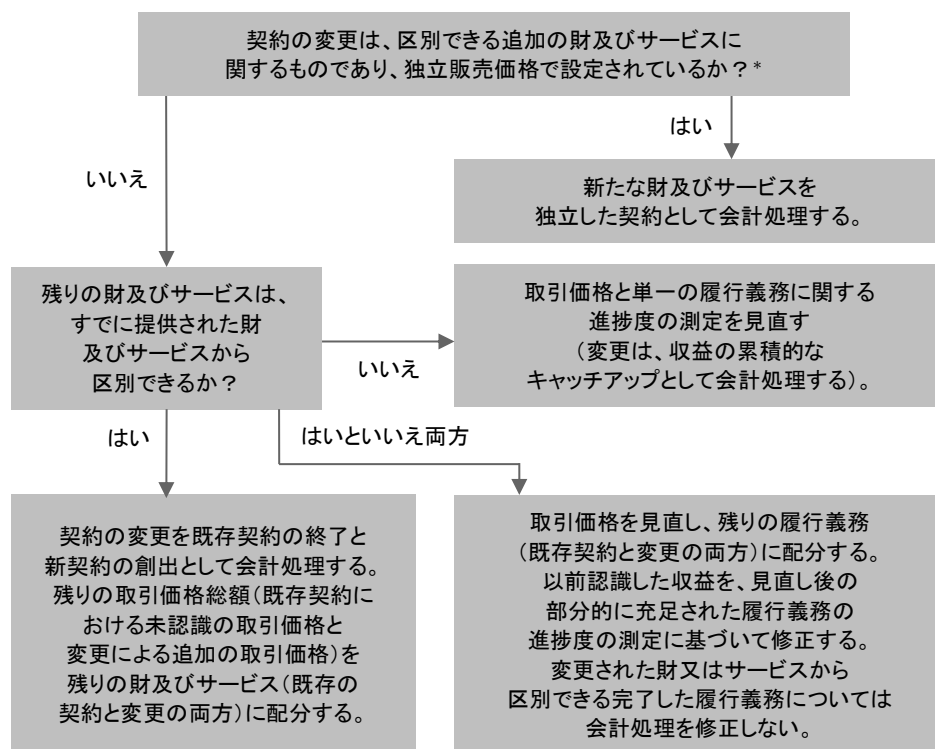 契約の変更は、区別できる追加の財及びサービスに
関するものであり、独立販売価格で設定されているか？*
はい
いいえ
新たな財及びサービスを
独立した契約として会計処理する。
残りの財及びサービスは、
すでに提供された財
及びサービスから
区別できるか？
いいえ
取引価格と単一の履行義務に関する
進捗度の測定を見直す
（変更は、収益の累積的な
キャッチアップとして会計処理する）。
はい
はいといいえ両方
契約の変更を既存契約の終了と
新契約の創出として会計処理する。
残りの取引価格総額（既存契約に
おける未認識の取引価格と
変更による追加の取引価格）を
残りの財及びサービス（既存の
契約と変更の両方）に配分する。
取引価格を見直し、残りの履行義務
（既存契約と変更の両方）に配分する。
以前認識した収益を、見直し後の
部分的に充足された履行義務の
進捗度の測定に基づいて修正する。
変更された財又はサービスから
区別できる完了した履行義務については
会計処理を修正しない。